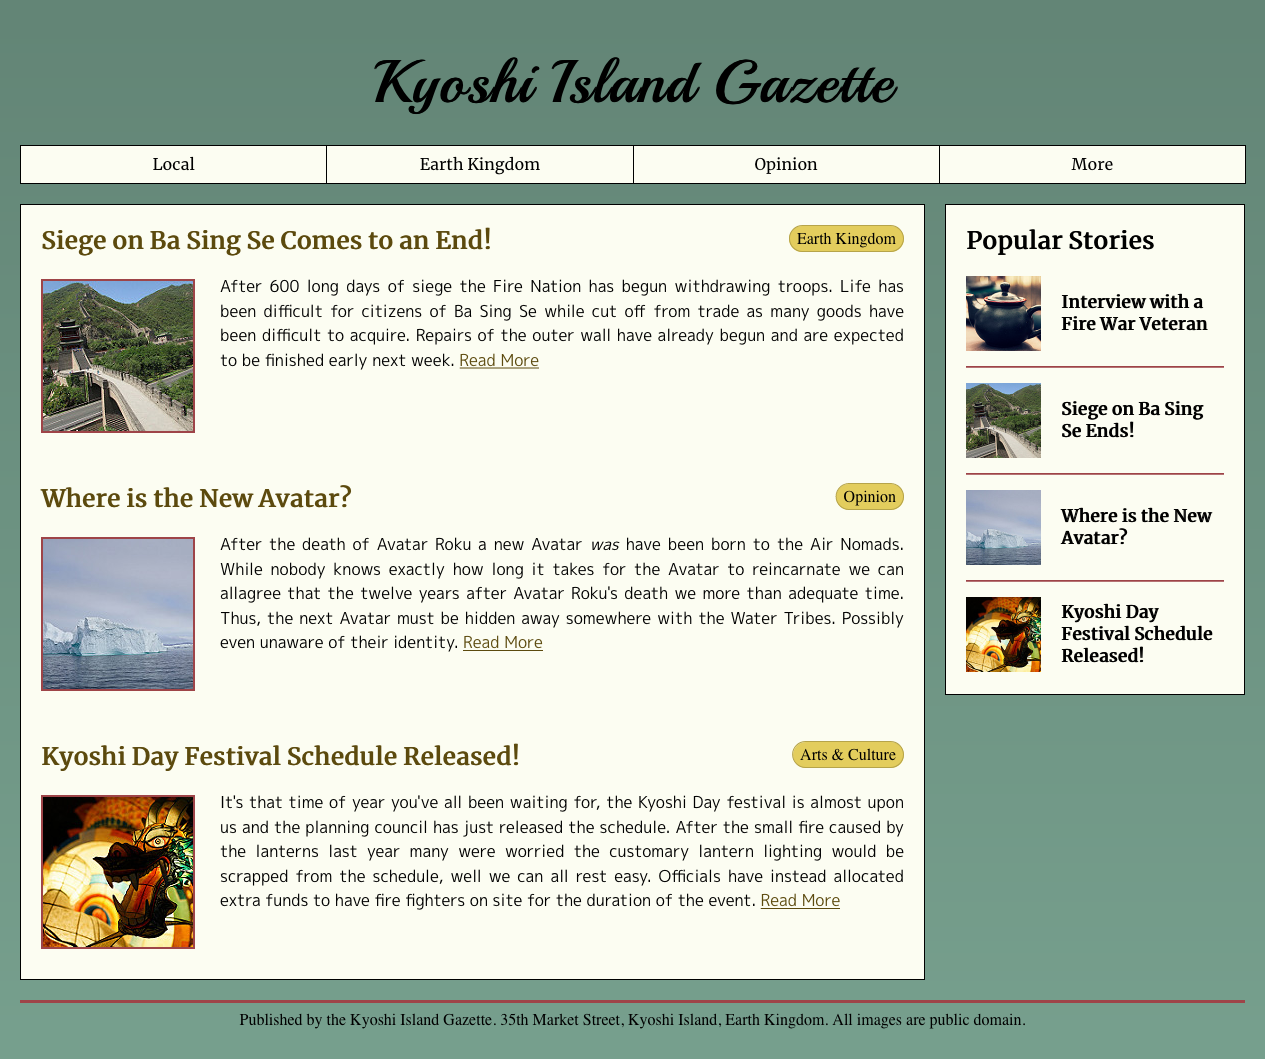 Kyoshi Island Gazette
Local
Earth Kingdom
Opinion
More
Siege on Ba Sing Se Comes to an End!
Earth Kingdom
After 600 long days of siege the Fire Nation has begun withdrawing troops. Life has
been difficult for citizens of Ba Sing Se while cut off from trade as many goods have
been difficult to acquire. Repairs of the outer wall have already begun and are expected
to be finished early next week. Read More
Where is the New Avatar?
Opinion
After the death of Avatar Roku a new Avatar was have been born to the Air Nomads.
While nobody knows exactly how long it takes for the Avatar to reincarnate we can
allagree that the twelve years after Avatar Roku's death we more than adequate time.
Thus, the next Avatar must be hidden away somewhere with the Water Tribes. Possibly
even unaware of their identity. Read More
Kyoshi Day Festival Schedule Released!
Arts & Culture
It's that time of year you've all been waiting for, the Kyoshi Day festival is almost upon
us and the planning council has just released the schedule. After the small fire caused by
the lanterns last year many were worried the customary lantern lighting would be
scrapped from the schedule, well we can all rest easy. Officials have instead allocated
extra funds to have fire fighters on site for the duration of the event. Read More
Popular Stories
Interview with a
Fire War Veteran
Siege on Ba Sing
Se Ends!
Where is the New
Avatar?
Kyoshi Day
Festival Schedule
Released!
Published by the Kyoshi Island Gazette. 35th Market Street, Kyoshi Island, Earth Kingdom. All images are public domain.